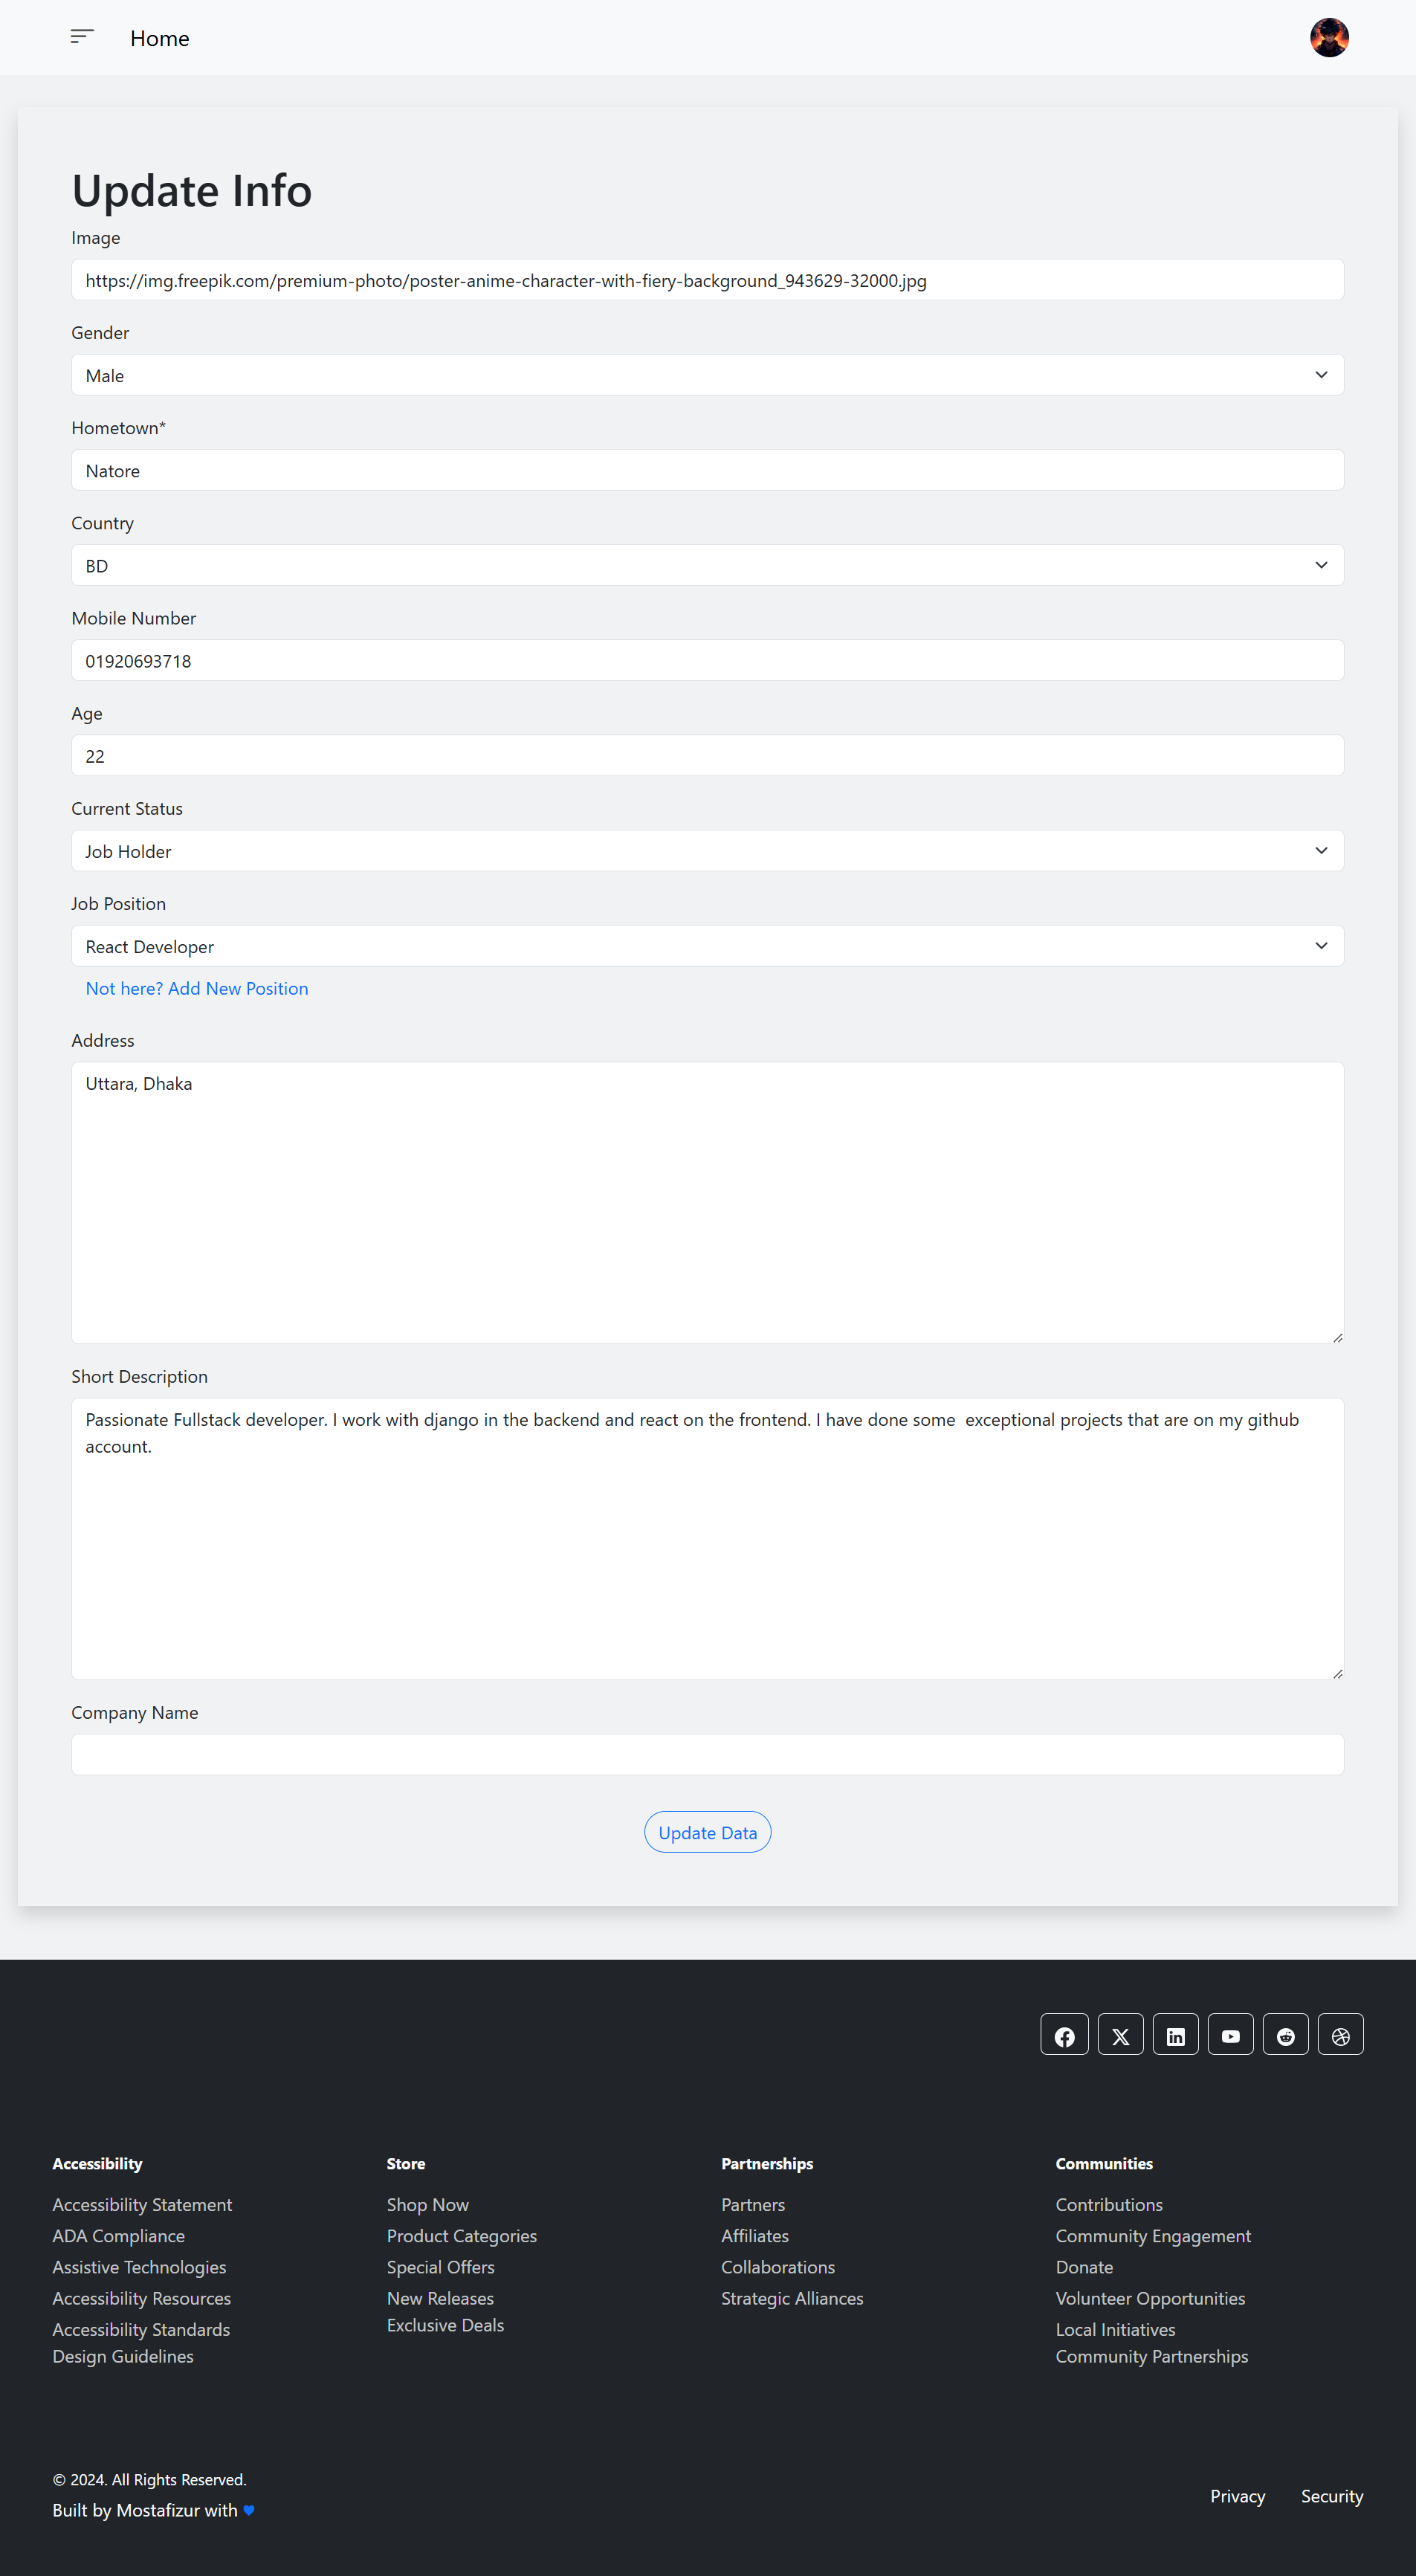 Home
Update Info
Image
https://img.freepik.com/premium-photo/poster-anime-character-with-fiery-background_943629-32000.jpg
Gender
Male
Hometown*
Natore
Country
BD
Mobile Number
01920693718
Age
22
Current Status
Job Holder
Job Position
React Developer
Not here? Add New Position
Address
Uttara, Dhaka
Short Description
Passionate Fullstack developer. I work with django in the backend and react on the frontend. I have done some  exceptional projects that are on my github
account.
Company Name
Update Data
Accessibility
Accessibility Statement
ADA Compliance
Assistive Technologies
Accessibility Resources
Accessibility Standards
Design Guidelines
Store
Shop Now
Product Categories
Special Offers
New Releases
Exclusive Deals
Partnerships
Partners
Affiliates
Collaborations
Strategic Alliances
Communities
Contributions
Community Engagement
Donate
Volunteer Opportunities
Local Initiatives
Community Partnerships
© 2024. All Rights Reserved.
Built by Mostafizur with
Privacy
Security